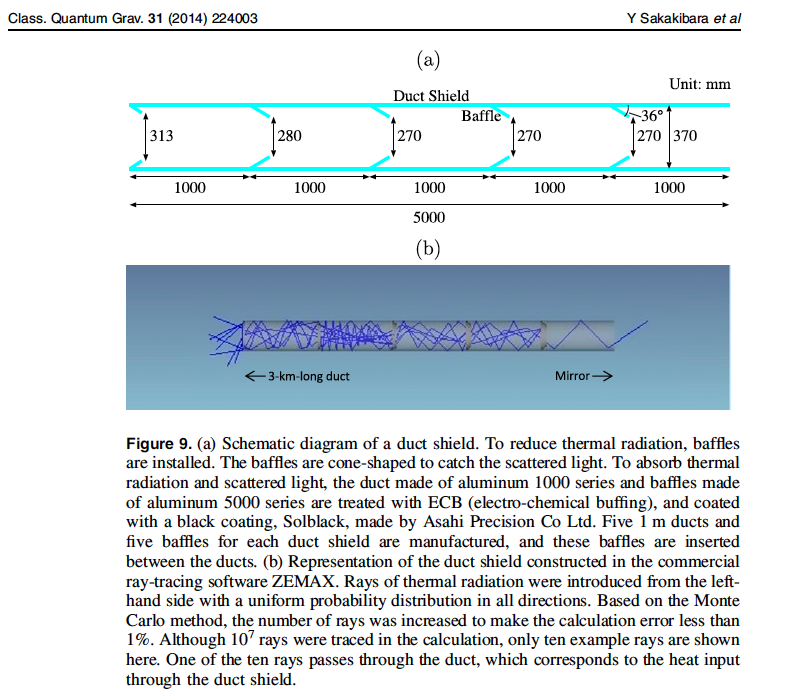 Class. Quantum Grav. 31 (2014) 224003 Y Sakakibara et al
(a)
Unit: mm
Duct Shield
Baffle
36°
313 280 270 270 270 370
1000 1000 1000 1000 1000
5000
(b)
3-km-long duct Mirror
Figure 9. (a) Schematic diagram of a duct shield. To reduce thermal radiation, baffles
are installed. The baffles are cone-shaped to catch the scattered light. To absorb thermal
radiation and scattered light, the duct made of aluminum 1000 series and baffles made
of aluminum 5000 series are treated with ECB (electro-chemical buffing), and coated
with a black coating, Solblack, made by Asahi Precision Co Ltd. Five 1 m ducts and
five baffles for each duct shield are manufactured, and these baffles are inserted
between the ducts. (b) Representation of the duct shield constructed in the commercial
ray-tracing software ZEMAX. Rays of thermal radiation were introduced from the left-
hand side with a uniform probability distribution in all directions. Based on the Monte
Carlo method, the number of rays was increased to make the calculation error less than
1%. Although 10⁷ rays were traced in the calculation, only ten example rays are shown
here. One of the ten rays passes through the duct, which corresponds to the heat input
through the duct shield.